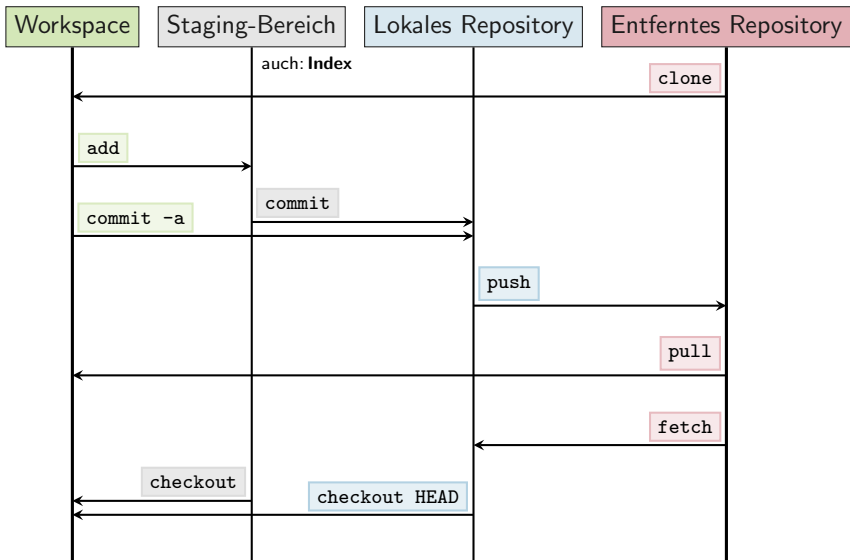 Workspace
Staging-Bereich
Lokales Repository
Entferntes Repository
auch: Index
clone
add
commit
commit -a
push
pull
fetch
checkout
checkout HEAD